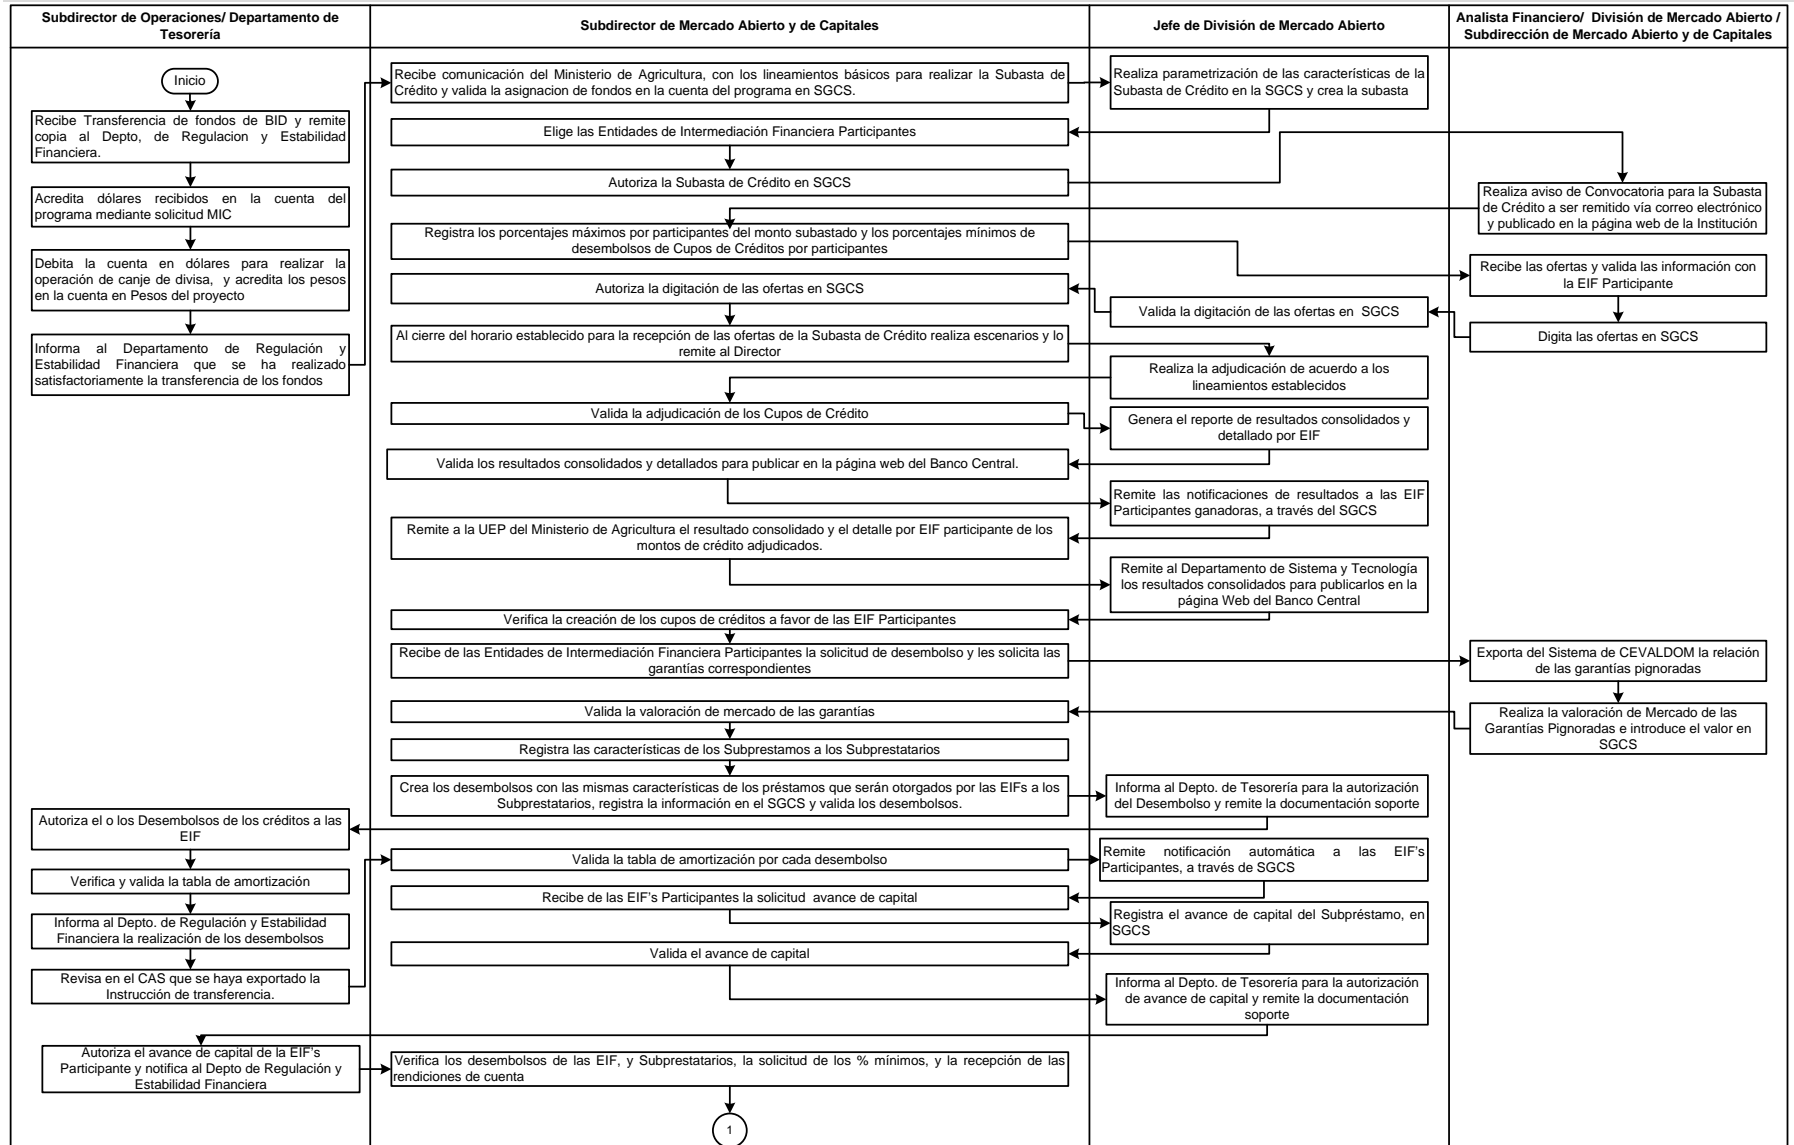 Subdirector de Operaciones/ Departamento de
Tesorería
Subdirector de Mercado Abierto y de Capitales
Jefe de División de Mercado Abierto
Analista Financiero/ División de Mercado Abierto /
Subdirección de Mercado Abierto y de Capitales
Inicio
Recibe Transferencia de fondos de BID y remite
copia al Depto, de Regulacion y Estabilidad
Financiera.
Acredita dólares recibidos en la cuenta del
programa mediante solicitud MIC
Debita la cuenta en dólares para realizar la
operación de canje de divisa, y acredita los pesos
en la cuenta en Pesos del proyecto
Informa al Departamento de Regulación y
Estabilidad Financiera que se ha realizado
satisfactoriamente la transferencia de los fondos
Recibe comunicación del Ministerio de Agricultura, con los lineamientos básicos para realizar la Subasta de
Crédito y valida la asignacion de fondos en la cuenta del programa en SGCS.
Realiza parametrización de las características de la
Subasta de Crédito en la SGCS y crea la subasta
Elige las Entidades de Intermediación Financiera Participantes
Autoriza la Subasta de Crédito en SGCS
Realiza aviso de Convocatoria para la Subasta
de Crédito a ser remitido vía correo electrónico
y publicado en la página web de la Institución
Registra los porcentajes máximos por participantes del monto subastado y los porcentajes mínimos de
desembolsos de Cupos de Créditos por participantes
Recibe las ofertas y valida las información con
la EIF Participante
Digita las ofertas en SGCS
Valida la digitación de las ofertas en SGCS
Autoriza la digitación de las ofertas en SGCS
Al cierre del horario establecido para la recepción de las ofertas de la Subasta de Crédito realiza escenarios y lo
remite al Director
Realiza la adjudicación de acuerdo a los
lineamientos establecidos
Valida la adjudicación de los Cupos de Crédito
Genera el reporte de resultados consolidados y
detallado por EIF
Valida los resultados consolidados y detallados para publicar en la página web del Banco Central.
Remite las notificaciones de resultados a las EIF
Participantes ganadoras, a través del SGCS
Remite a la UEP del Ministerio de Agricultura el resultado consolidado y el detalle por EIF participante de los
montos de crédito adjudicados.
Remite al Departamento de Sistema y Tecnología
los resultados consolidados para publicarlos en la
página Web del Banco Central
Verifica la creación de los cupos de créditos a favor de las EIF Participantes
Recibe de las Entidades de Intermediación Financiera Participantes la solicitud de desembolso y les solicita las
garantías correspondientes
Exporta del Sistema de CEVALDOM la relación
de las garantías pignoradas
Realiza la valoración de Mercado de las
Garantías Pignoradas e introduce el valor en
SGCS
Valida la valoración de mercado de las garantías
Registra las características de los Subprestamos a los Subprestatarios
Crea los desembolsos con las mismas características de los préstamos que serán otorgados por las EIFs a los
Subprestatarios, registra la información en el SGCS y valida los desembolsos.
Informa al Depto. de Tesorería para la autorización
del Desembolso y remite la documentación soporte
Autoriza el o los Desembolsos de los créditos a las
EIF
Verifica y valida la tabla de amortización
Informa al Depto. de Regulación y Estabilidad
Financiera la realización de los desembolsos
Revisa en el CAS que se haya exportado la
Instrucción de transferencia.
Valida la tabla de amortización por cada desembolso
Remite notificación automática a las EIF's
Participantes, a través de SGCS
Recibe de las EIF's Participantes la solicitud avance de capital
Registra el avance de capital del Subpréstamo, en
SGCS
Valida el avance de capital
Informa al Depto. de Tesorería para la autorización
de avance de capital y remite la documentación
soporte
Autoriza el avance de capital de la EIF's
Participante y notifica al Depto de Regulación y
Estabilidad Financiera
Verifica los desembolsos de las EIF, y Subprestatarios, la solicitud de los % mínimos, y la recepción de las
rendiciones de cuenta
1